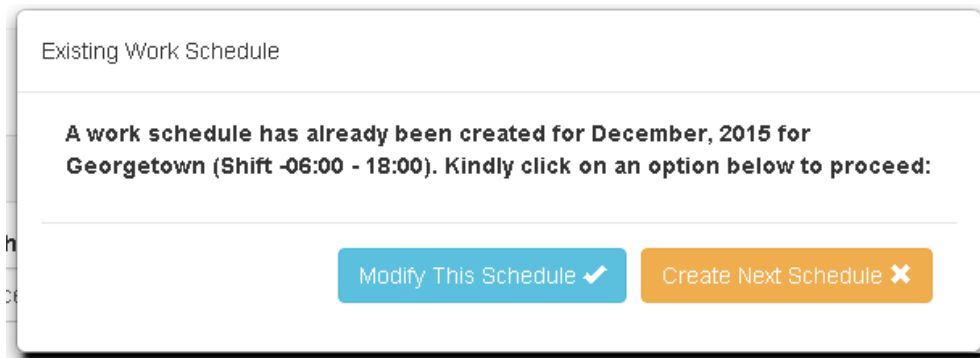 Existing Work Schedule
A work schedule has already been created for December, 2015 for
Georgetown (Shift -06:00 - 18:00). Kindly click on an option below to proceed:
Modify This Schedule
Create Next Schedule